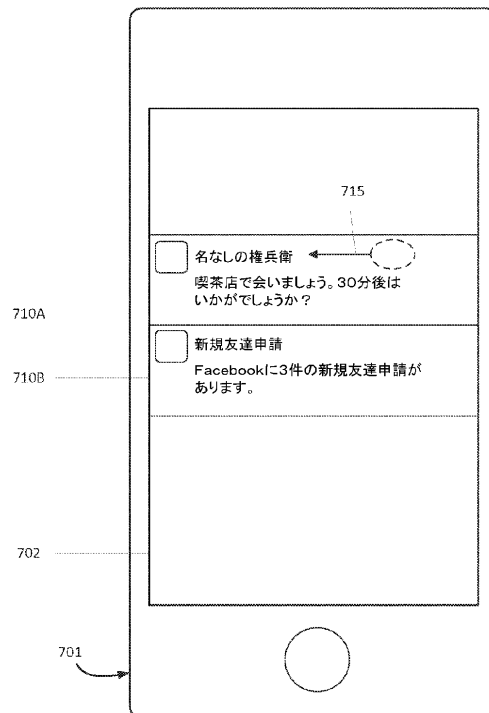 715
名なしの権兵衛
喫茶店で会いましょう。30分後は
いかがでしょうか？
710A
新規友達申請
710B
Facebookに3件の新規友達申請が
あります。
702
701